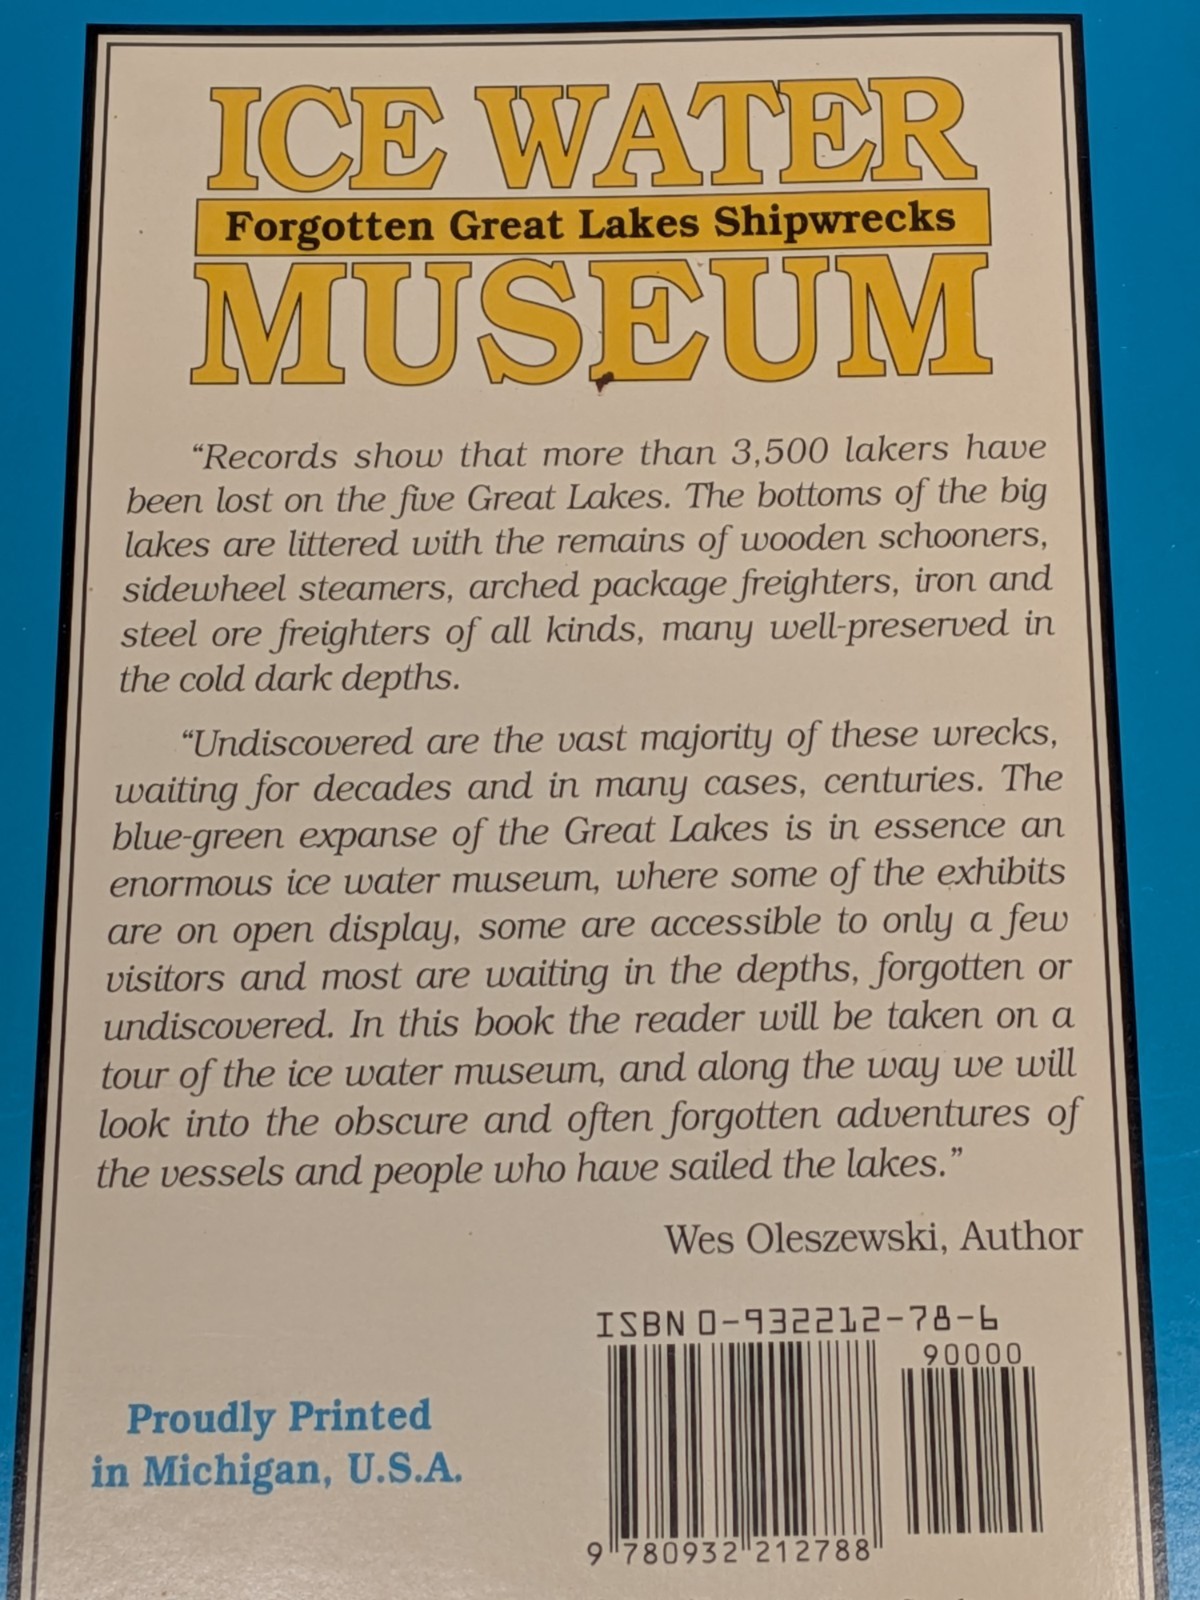 ICE WATER
Forgotten Great Lakes Shipwrecks
MUSEUM
“Records show that more than 3,500 lakers have
been lost on the five Great Lakes. The bottoms of the big
lakes are littered with the remains of wooden schooners,
sidewheel steamers, arched package freighters, iron and
steel ore freighters of all kinds, many well-preserved in
the cold dark depths.
“Undiscovered are the vast majority of these wrecks,
waiting for decades and in many cases, centuries. The
blue-green expanse of the Great Lakes is in essence an
enormous ice water museum, where some of the exhibits
are on open display, some are accessible to only a few
visitors and most are waiting in the depths, forgotten or
undiscovered. In this book the reader will be taken on a
tour of the ice water museum, and along the way we will
look into the obscure and often forgotten adventures of
the vessels and people who have sailed the lakes.”
Wes Oleszewski, Author
ISBN 0-932212-78-6
90000
Proudly Printed
in Michigan, U.S.A.
9 780932 212788